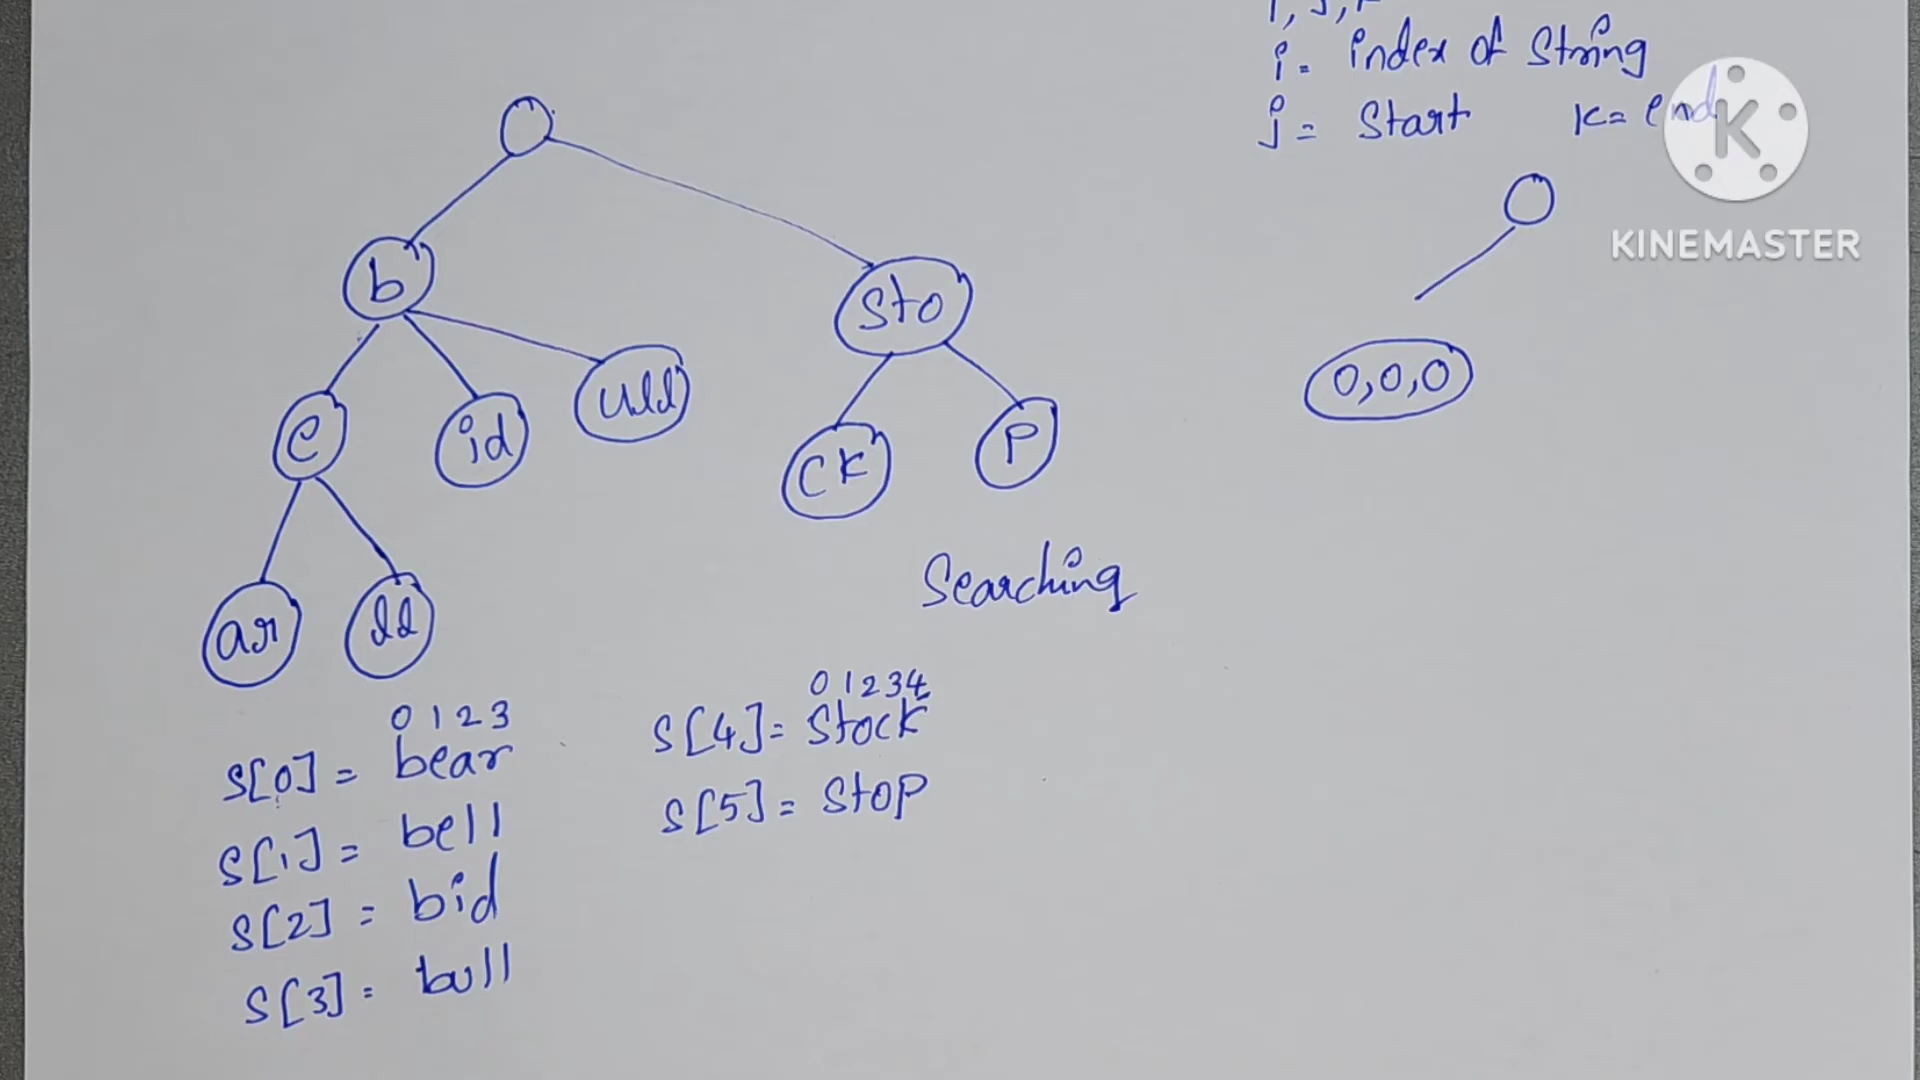 i = index of String
j = Start K = end
K
KINEMASTER
b
Sto
0,0,0
e
id
ull
CK
P
Searching
ar
ll
0 1 2 3
S[0] = bear
S[1] = bell
S[2] = bid
S[3] = bull
0 1 2 3 4
S[4] = Stock
S[5] = Stop